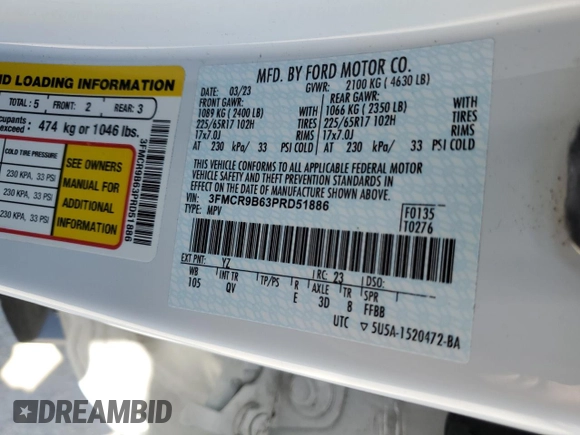 ND LOADING INFORMATION
TOTAL: 5 FRONT: 2 REAR: 3
cupants and
exceed 474 kg or 1046 lbs.
COLD TIRE PRESSURE
230 KPA, 33 PSI
230 KPA, 33 PSI
SEE OWNERS
MANUAL FOR
ADDITIONAL
INFORMATION
3FMCR9B63PRD51886
MFD. BY FORD MOTOR CO.
DATE: 03/23 GVWR: 2100 KG ( 4630 LB)
FRONT GAWR: REAR GAWR:
1089 KG ( 2400 LB) WITH 1066 KG ( 2350 LB) WITH
225/65R17 102H TIRES 225/65R17 102H TIRES
17x7.0J RIMS 17x7.0J RIMS
AT 230 kPa/ 33 PSI COLD AT 230 kPa/ 33 PSI COLD
THIS VEHICLE CONFORMS TO ALL APPLICABLE FEDERAL MOTOR
VEHICLE SAFETY AND THEFT PREVENTION STANDARDS IN EFFECT
ON THE DATE OF MANUFACTURE SHOWN ABOVE.
VIN: 3FMCR9B63PRD51886
TYPE: MPV
F0135
T0276
EXT PNT: YZ RC: 23 DSO:
WB INT TR TP/PS R AXLE TR SPR
105 QV E 3D 8 FFBB
UTC ▽5U5A-1520472-BA
DREAMBID